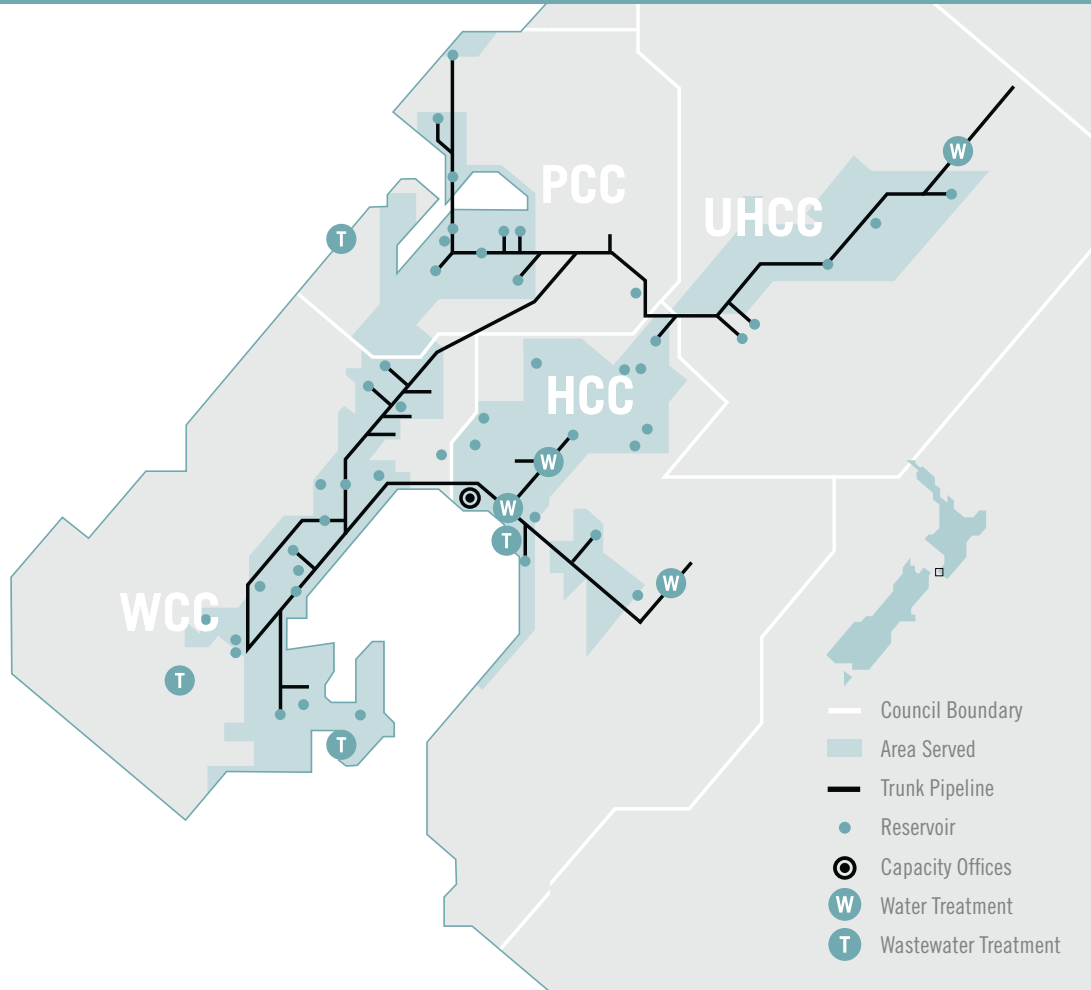 PCC
UHCC
W
T
HCC
W
W
T
W
WCC
T
T
Council Boundary
Area Served
Trunk Pipeline
Reservoir
Capacity Offices
W Water Treatment
T Wastewater Treatment